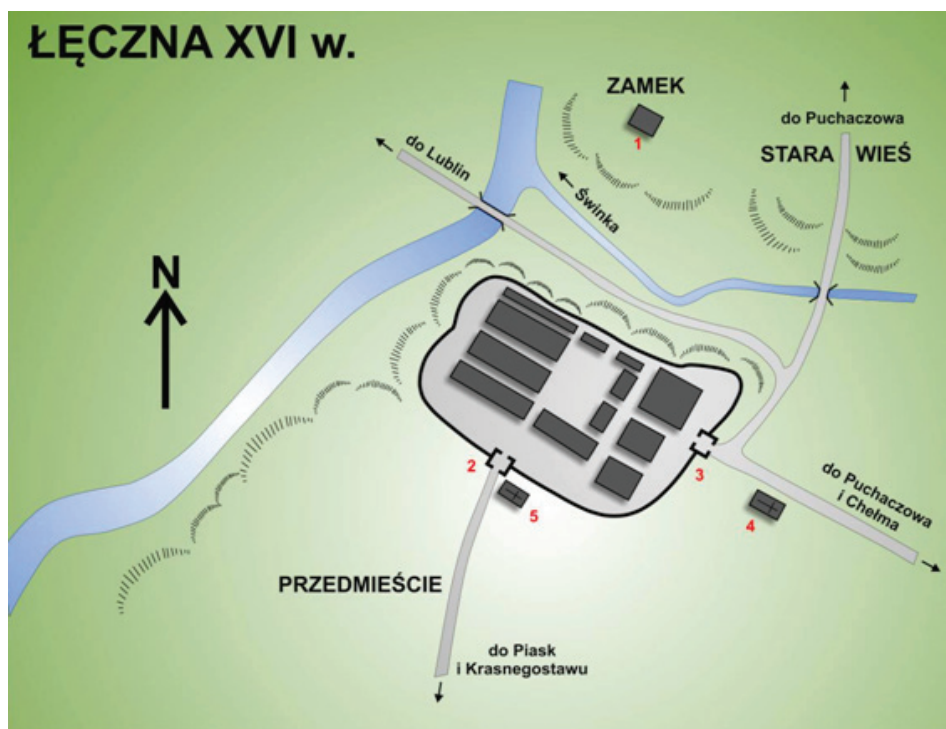 ŁĘCZNA XVI w.
ZAMEK
1
do Puchaczowa
STARA WIEŚ
do Lublin
Świnka
N
2
3
do Puchaczowa
i Chełma
4
5
PRZEDMIEŚCIE
do Piask
i Krasnegostawu